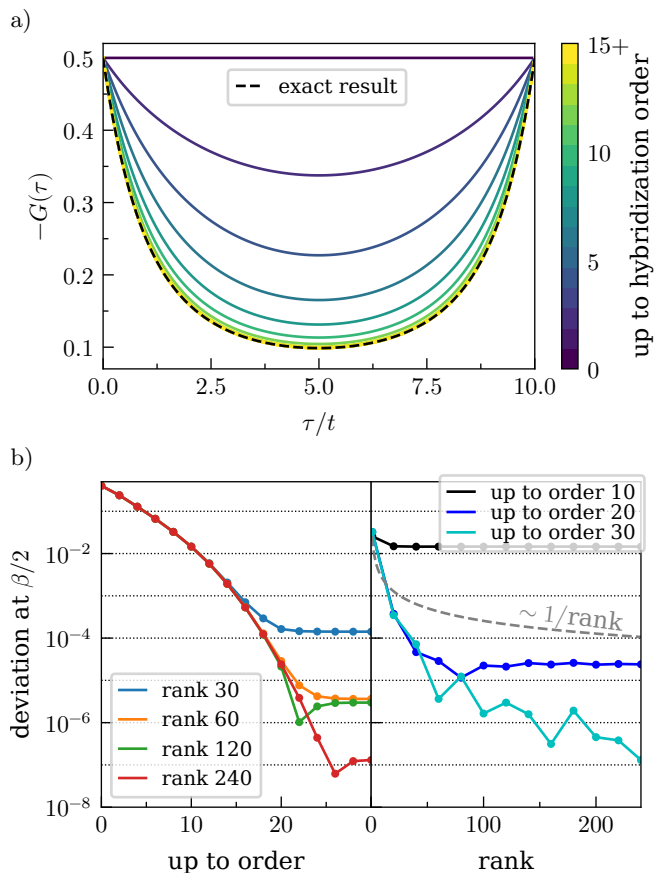 a)
0.5
0.4
0.3
0.2
0.1
−G(τ)
exact result
0.0
2.5
5.0
7.5
10.0
τ/t
15+
10
5
0
up to hybridization order
b)
10⁻²
10⁻⁴
10⁻⁶
10⁻⁸
deviation at β/2
rank 30
rank 60
rank 120
rank 240
0
10
20
up to order
up to order 10
up to order 20
up to order 30
~ 1/rank
0
100
200
rank